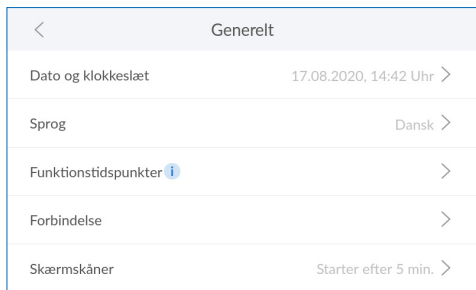 Generelt
Dato og klokkeslæt 17.08.2020, 14:42 Uhr
Sprog Dansk
Funktionstidspunkter i
Forbindelse
Skærmskåner Starter efter 5 min.